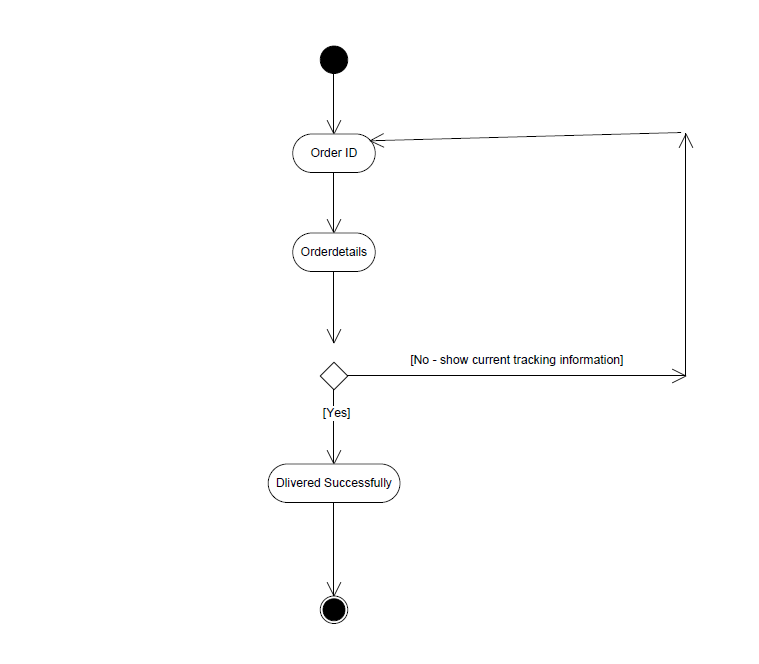 Order ID
Orderdetails
[No - show current tracking information]
[Yes]
Dlivered Successfully